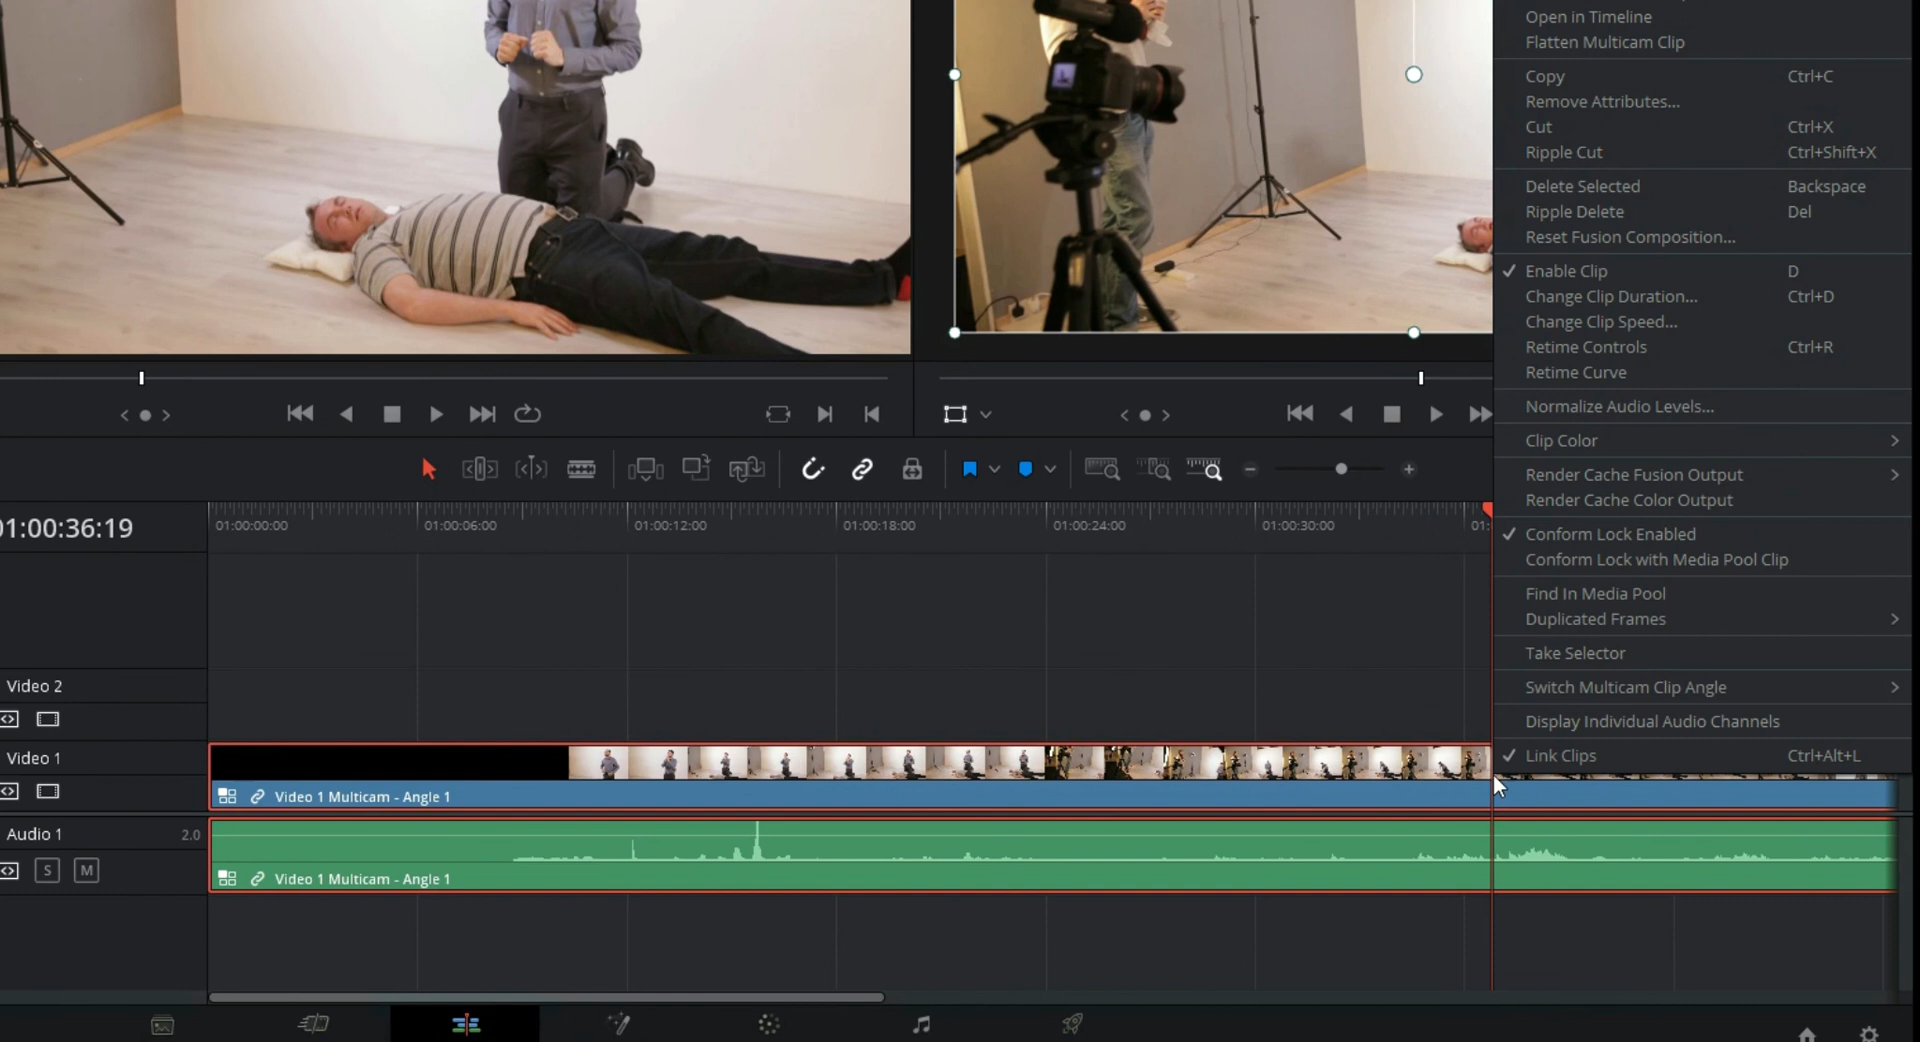 Open in Timeline
Flatten Multicam Clip
Copy Ctrl+C
Remove Attributes...
Cut Ctrl+X
Ripple Cut Ctrl+Shift+X
Delete Selected Backspace
Ripple Delete Del
Reset Fusion Composition...
Enable Clip D
Change Clip Duration... Ctrl+D
Change Clip Speed...
Retime Controls Ctrl+R
Retime Curve
Normalize Audio Levels...
Clip Color
Render Cache Fusion Output
Render Cache Color Output
Conform Lock Enabled
Conform Lock with Media Pool Clip
Find In Media Pool
Duplicated Frames
Take Selector
Switch Multicam Clip Angle
Display Individual Audio Channels
Link Clips Ctrl+Alt+L
01:00:36:19
01:00:00:00 01:00:06:00 01:00:12:00 01:00:18:00 01:00:24:00 01:00:30:00 01:
Video 2
Video 1
Video 1 Multicam - Angle 1
Audio 1 2.0
S M
Video 1 Multicam - Angle 1